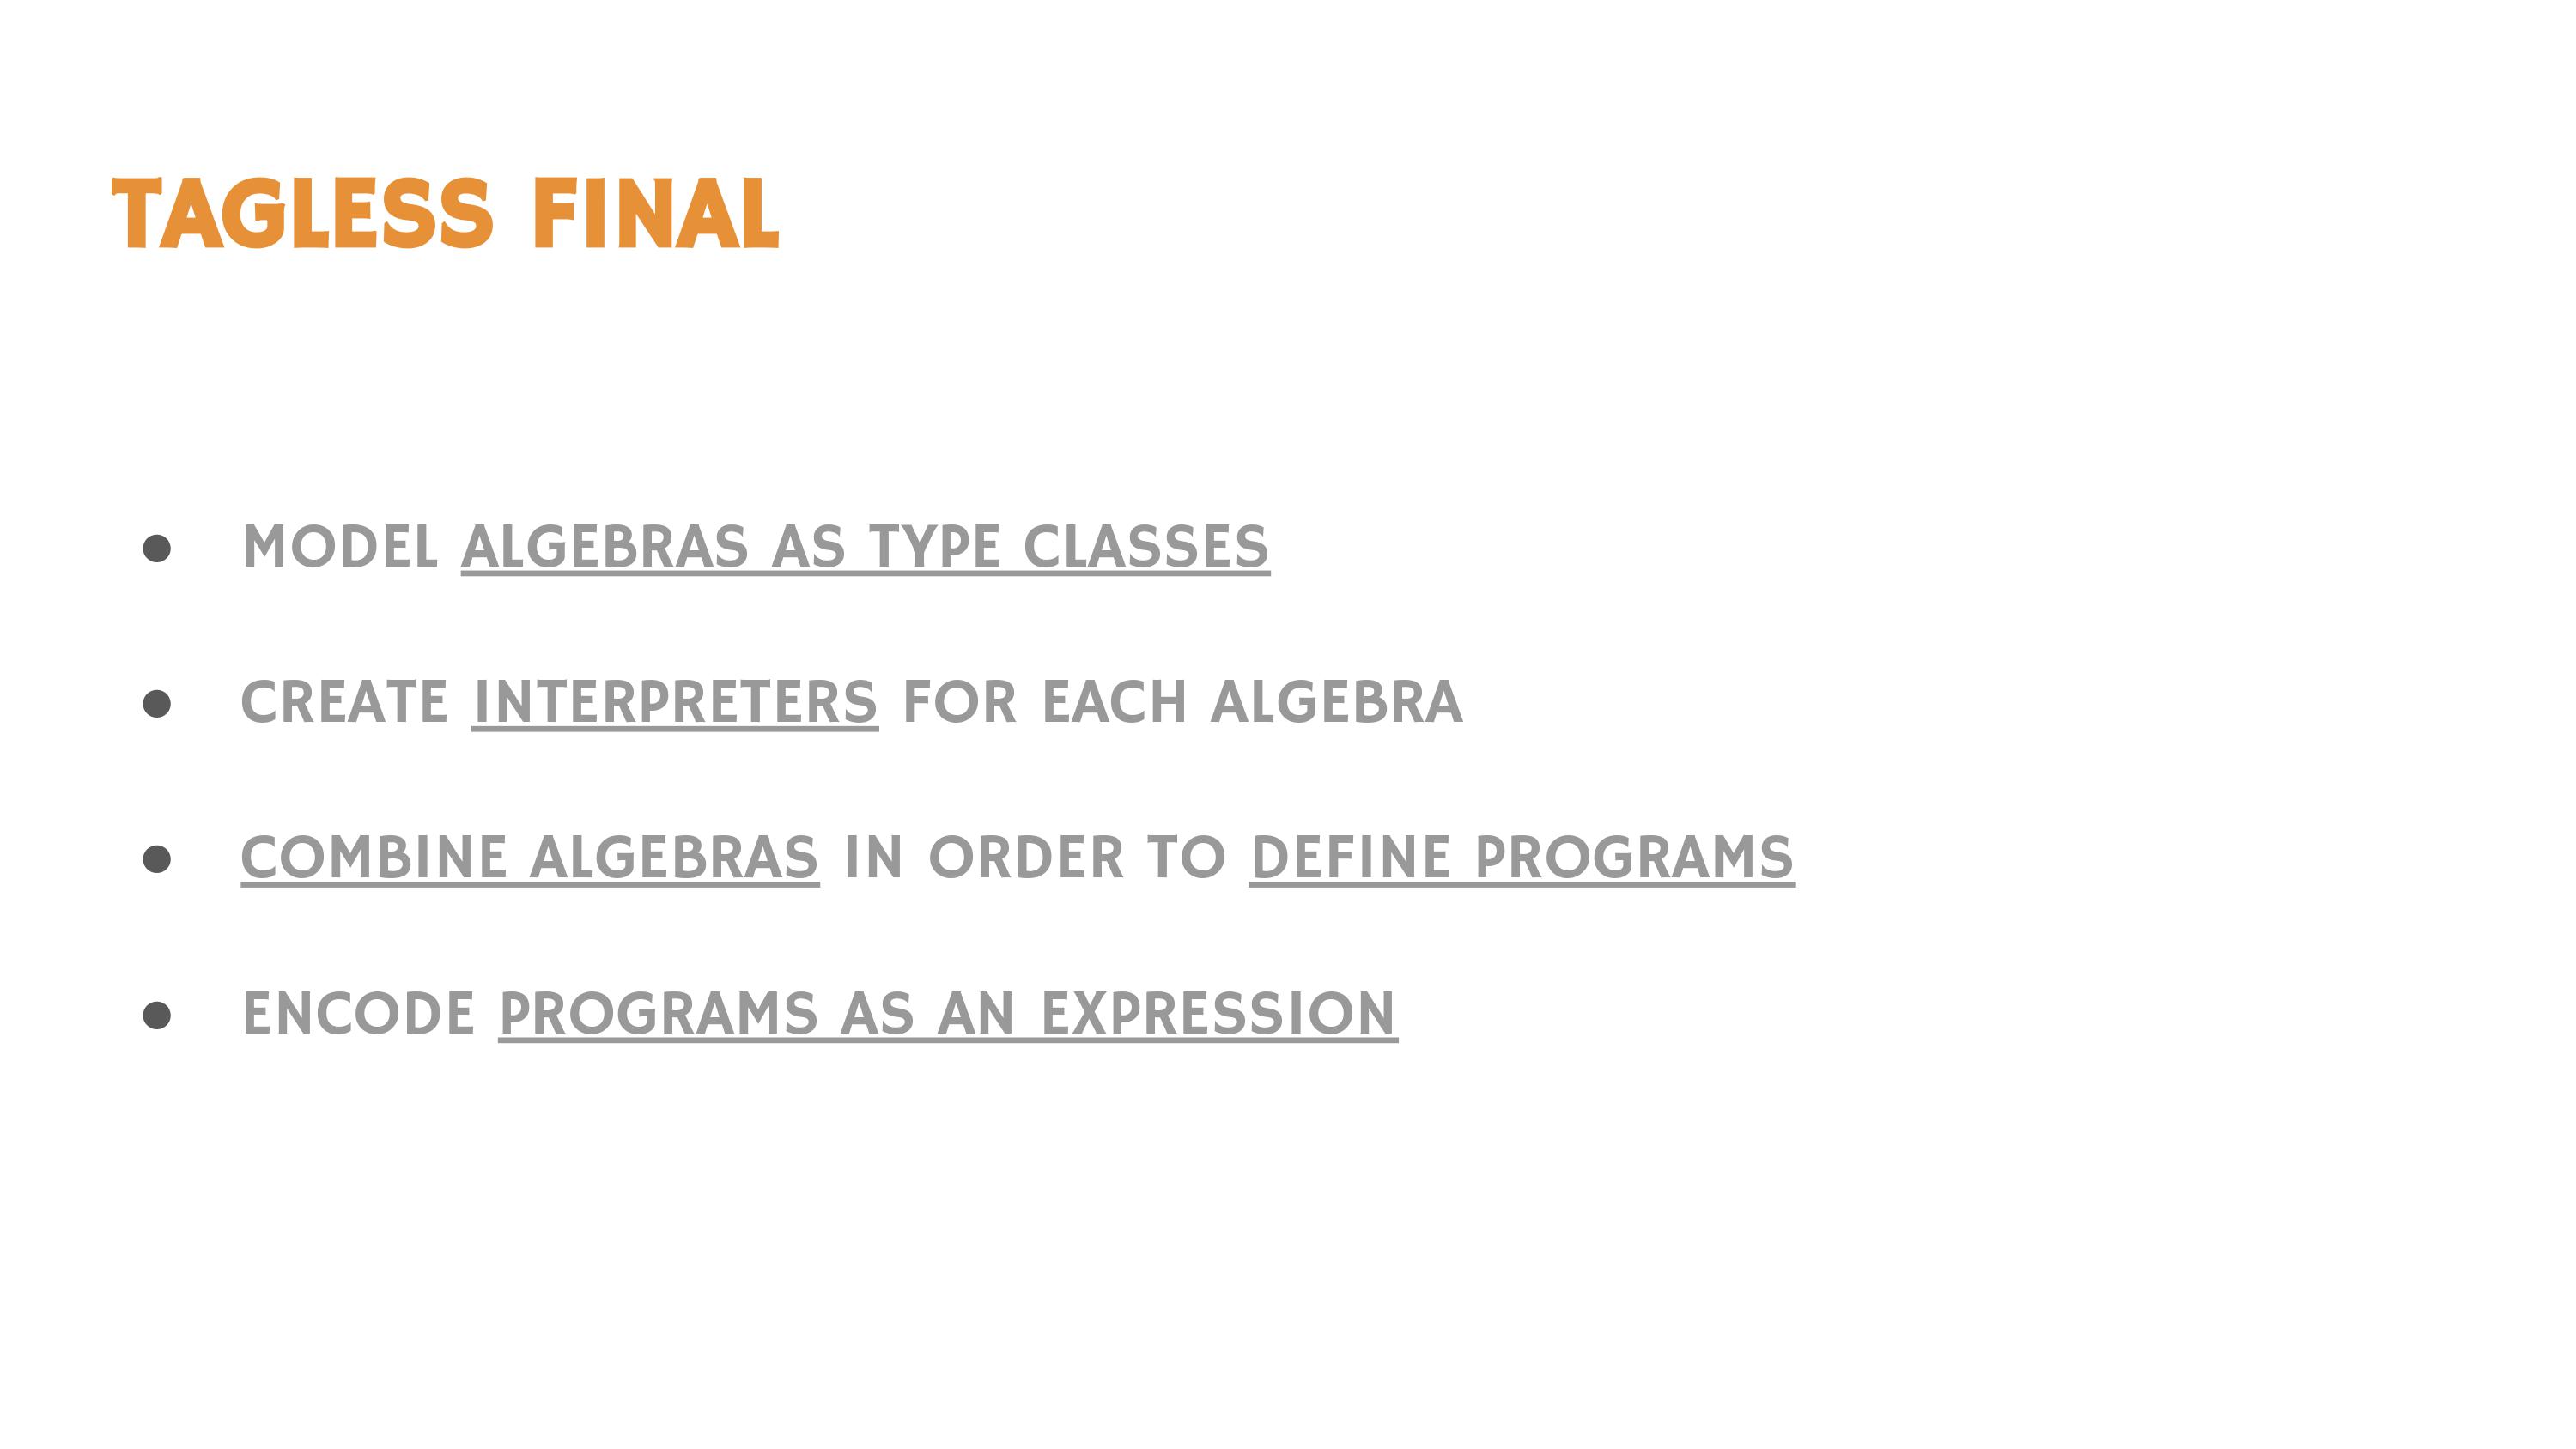 TAGLESS FINAL
● MODEL ALGEBRAS AS TYPE CLASSES
● CREATE INTERPRETERS FOR EACH ALGEBRA
● COMBINE ALGEBRAS IN ORDER TO DEFINE PROGRAMS
● ENCODE PROGRAMS AS AN EXPRESSION